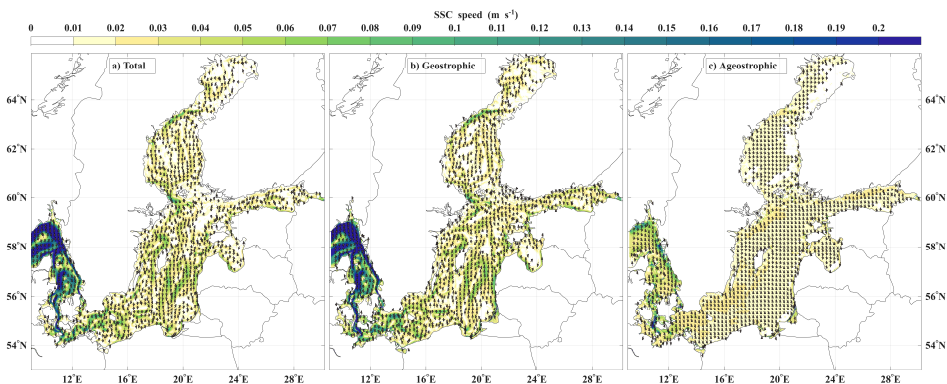 SSC speed (m s⁻¹)
0 0.01 0.02 0.03 0.04 0.05 0.06 0.07 0.08 0.09 0.1 0.11 0.12 0.13 0.14 0.15 0.16 0.17 0.18 0.19 0.2
a) Total b) Geostrophic c) Ageostrophic
64°N 64°N
62°N 62°N
60°N 60°N
58°N 58°N
56°N 56°N
54°N 54°N
12°E 16°E 20°E 24°E 28°E 12°E 16°E 20°E 24°E 28°E 12°E 16°E 20°E 24°E 28°E